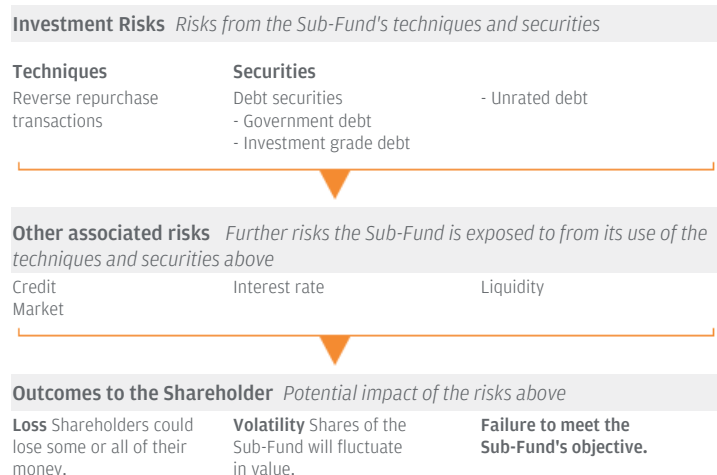 Investment Risks Risks from the Sub-Fund's techniques and securities
Techniques
Reverse repurchase
transactions
Securities
Debt securities
- Government debt
- Investment grade debt
- Unrated debt
Other associated risks Further risks the Sub-Fund is exposed to from its use of the
techniques and securities above
Credit
Market
Interest rate
Liquidity
Outcomes to the Shareholder Potential impact of the risks above
Loss Shareholders could
lose some or all of their
money.
Volatility Shares of the
Sub-Fund will fluctuate
in value.
Failure to meet the
Sub-Fund's objective.